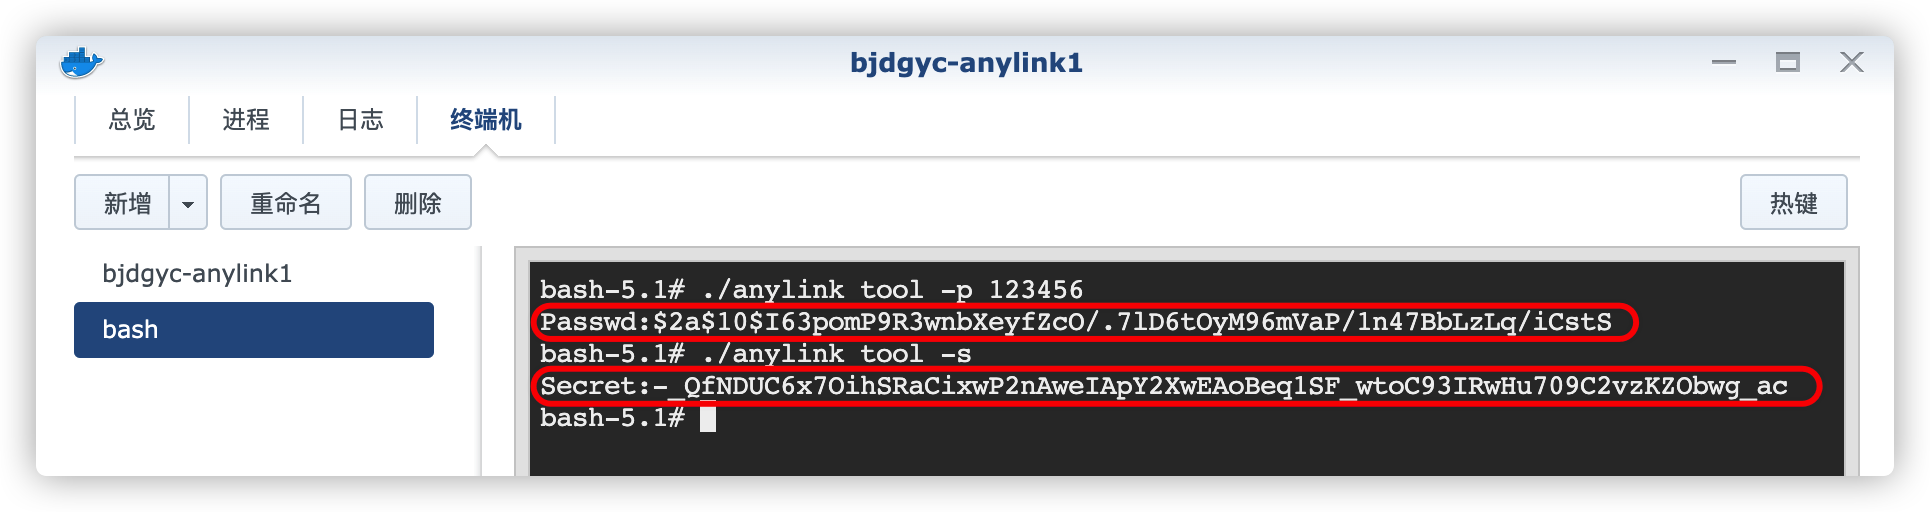 bjdgyc-anylink1
总览 进程 日志 终端机
新增 重命名 删除 热键
bjdgyc-anylink1
bash
bash-5.1# ./anylink tool -p 123456
Passwd:$2a$10$I63pomP9R3wnbXeyfZcO/.7lD6tOyM96mVaP/1n47BbLzLq/iCstS
bash-5.1# ./anylink tool -s
Secret:-_QfNDUC6x7OihSRaCixwP2nAweIApY2XwEAoBeq1SF_wtoC93IRwHu709C2vzKZObwg_ac
bash-5.1#